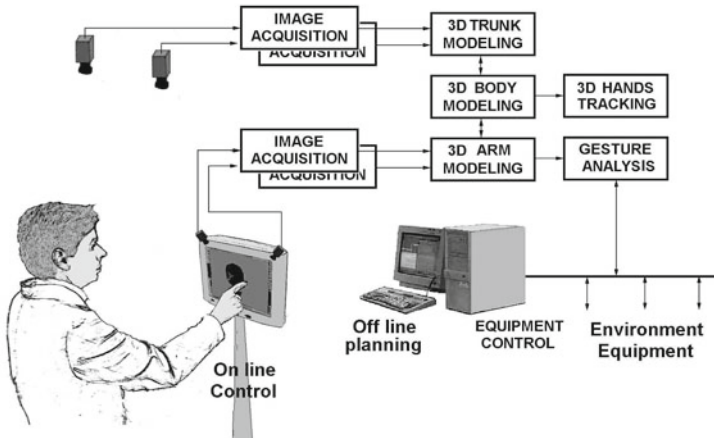 IMAGE
ACQUISITION
ACQUISITION
3D TRUNK
MODELING
3D BODY
MODELING
3D HANDS
TRACKING
IMAGE
ACQUISITION
ACQUISITION
3D ARM
MODELING
GESTURE
ANALYSIS
Off line
planning
EQUIPMENT
CONTROL
Environment
Equipment
On line
Control